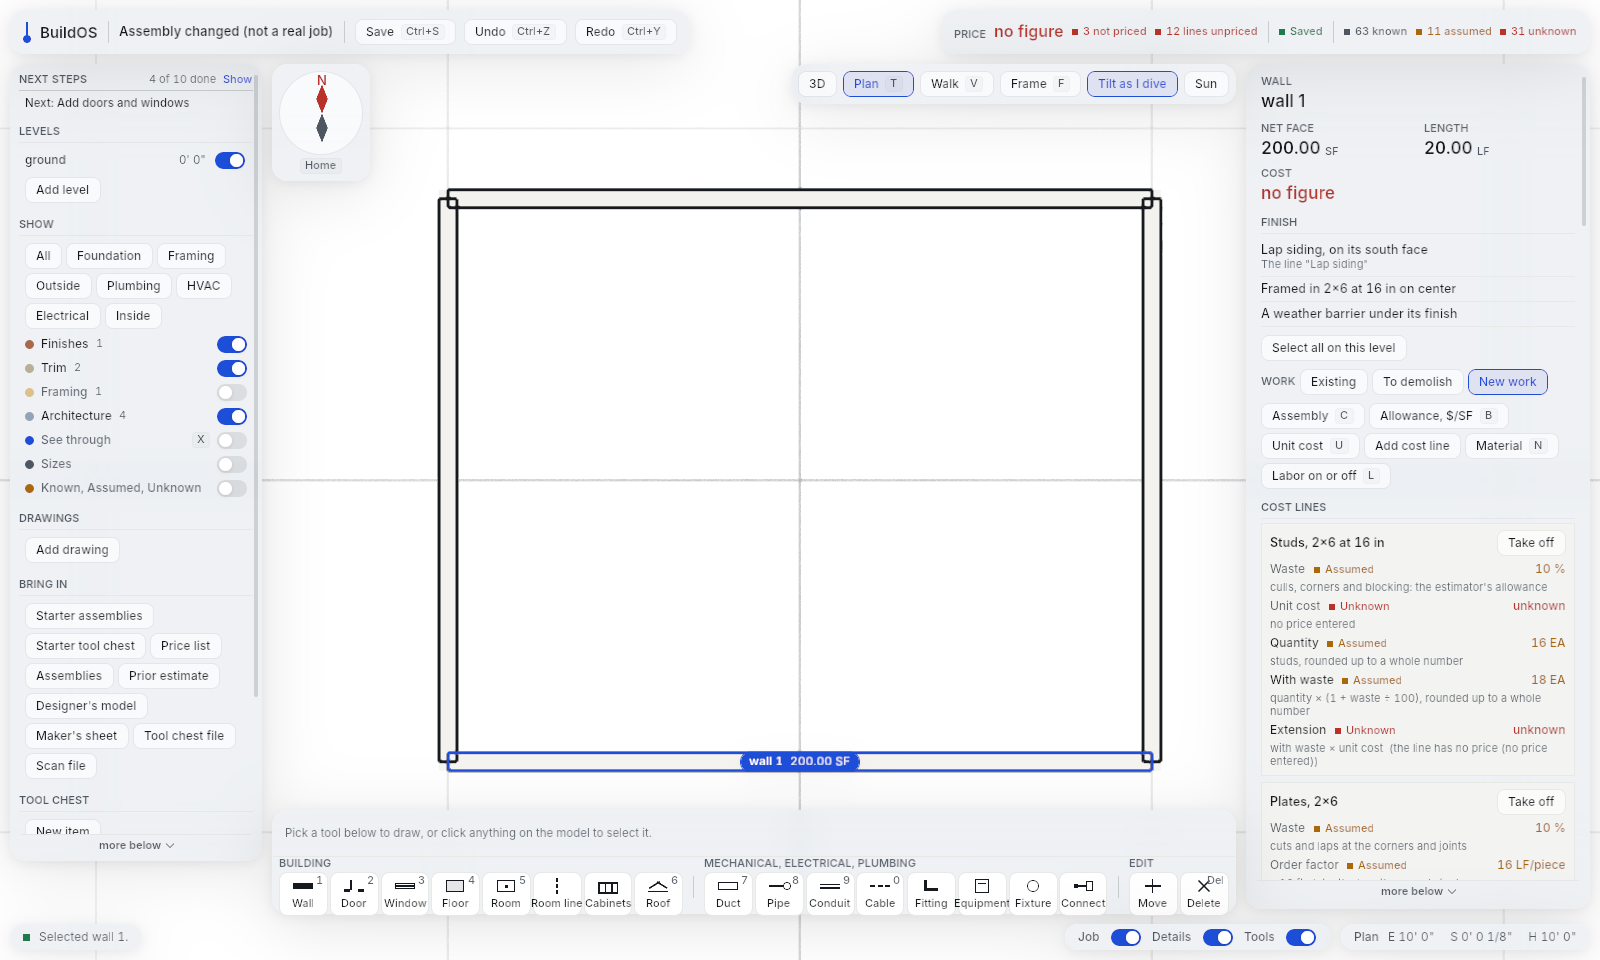 BuildOS
Assembly changed (not a real job)
Save Ctrl+S
Undo Ctrl+Z
Redo Ctrl+Y
PRICE no figure 3 not priced 12 lines unpriced Saved 63 known 11 assumed 31 unknown
NEXT STEPS 4 of 10 done Show
Next: Add doors and windows
LEVELS
ground 0' 0"
Add level
SHOW
All Foundation Framing
Outside Plumbing HVAC
Electrical Inside
Finishes 1
Trim 2
Framing 1
Architecture 4
See through X
Sizes
Known, Assumed, Unknown
DRAWINGS
Add drawing
BRING IN
Starter assemblies
Starter tool chest Price list
Assemblies Prior estimate
Designer's model
Maker's sheet Tool chest file
Scan file
TOOL CHEST
New item
more below
N
Home
3D Plan T Walk V Frame F Tilt as I dive Sun
wall 1 200.00 SF
WALL
wall 1
NET FACE LENGTH
200.00 SF 20.00 LF
COST
no figure
FINISH
Lap siding, on its south face
The line "Lap siding"
Framed in 2×6 at 16 in on center
A weather barrier under its finish
Select all on this level
WORK Existing To demolish New work
Assembly C Allowance, $/SF B
Unit cost U Add cost line Material N
Labor on or off L
COST LINES
Studs, 2×6 at 16 in Take off
Waste Assumed 10 %
culls, corners and blocking: the estimator's allowance
Unit cost Unknown unknown
no price entered
Quantity Assumed 16 EA
studs, rounded up to a whole number
With waste Assumed 18 EA
quantity × (1 + waste ÷ 100), rounded up to a whole
number
Extension Unknown unknown
with waste × unit cost (the line has no price (no price
entered))
Plates, 2×6 Take off
Waste Assumed 10 %
cuts and laps at the corners and joints
Order factor Assumed 16 LF/piece
more below
Pick a tool below to draw, or click anything on the model to select it.
BUILDING MECHANICAL, ELECTRICAL, PLUMBING EDIT
1 2 3 4 5 6 7 8 9 0 Del
Wall Door Window Floor Room Room line Cabinets Roof Duct Pipe Conduit Cable Fitting Equipment Fixture Connect Move Delete
Selected wall 1.
Job Details Tools
Plan E 10' 0" S 0' 0 1/8" H 10' 0"